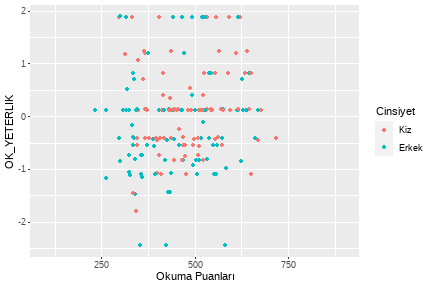 OK_YETERLIK
2
1
0
-1
-2
250
500
750
Okuma Puanları
Cinsiyet
Kiz
Erkek